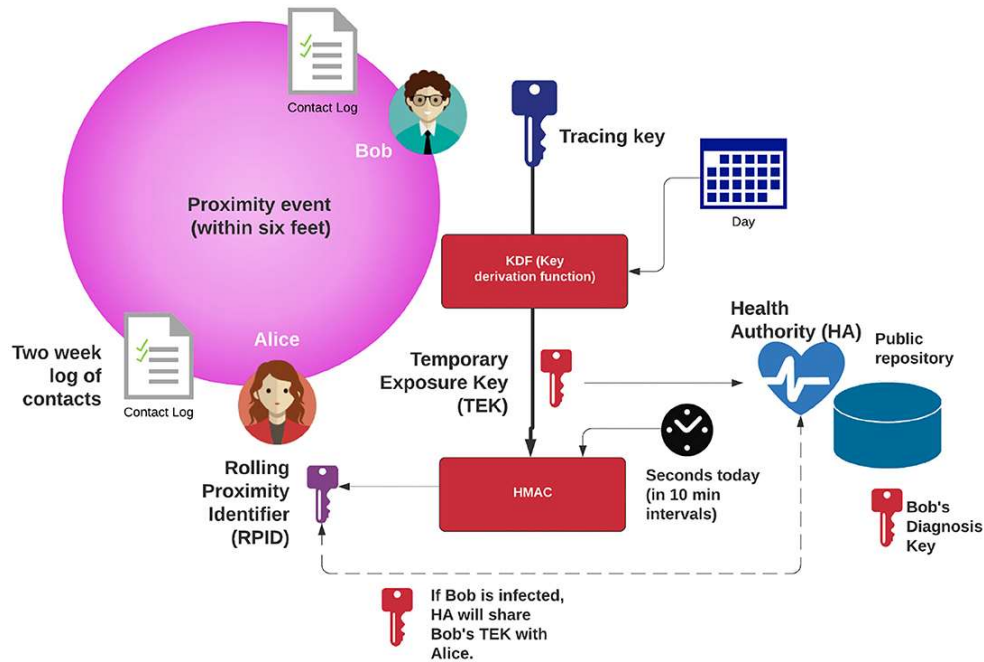 Contact Log
Bob
Proximity event
(within six feet)
Alice
Two week
log of
contacts
Contact Log
Tracing key
Day
KDF (Key
derivation function)
Temporary
Exposure Key
(TEK)
Health
Authority (HA)
Public
repository
Seconds today
(in 10 min
intervals)
HMAC
Rolling
Proximity
Identifier
(RPID)
Bob's
Diagnosis
Key
If Bob is infected,
HA will share
Bob's TEK with
Alice.